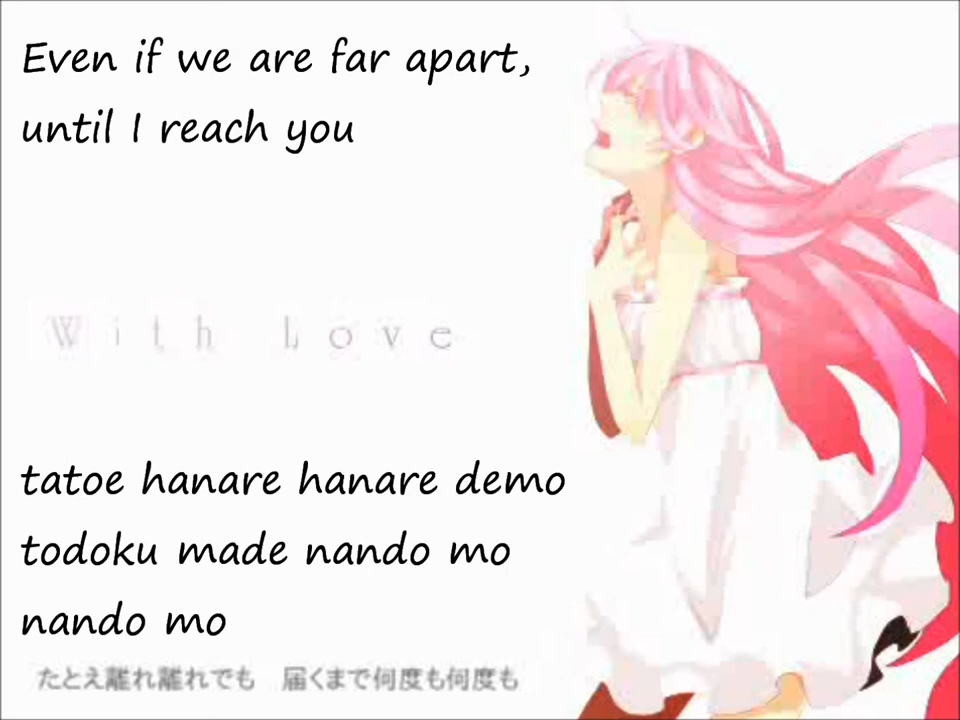 Even if we are far apart,
until I reach you
With Love
tatoe hanare hanare demo
todoku made nando mo
nando mo
たとえ離れ離れでも　届くまで何度も何度も